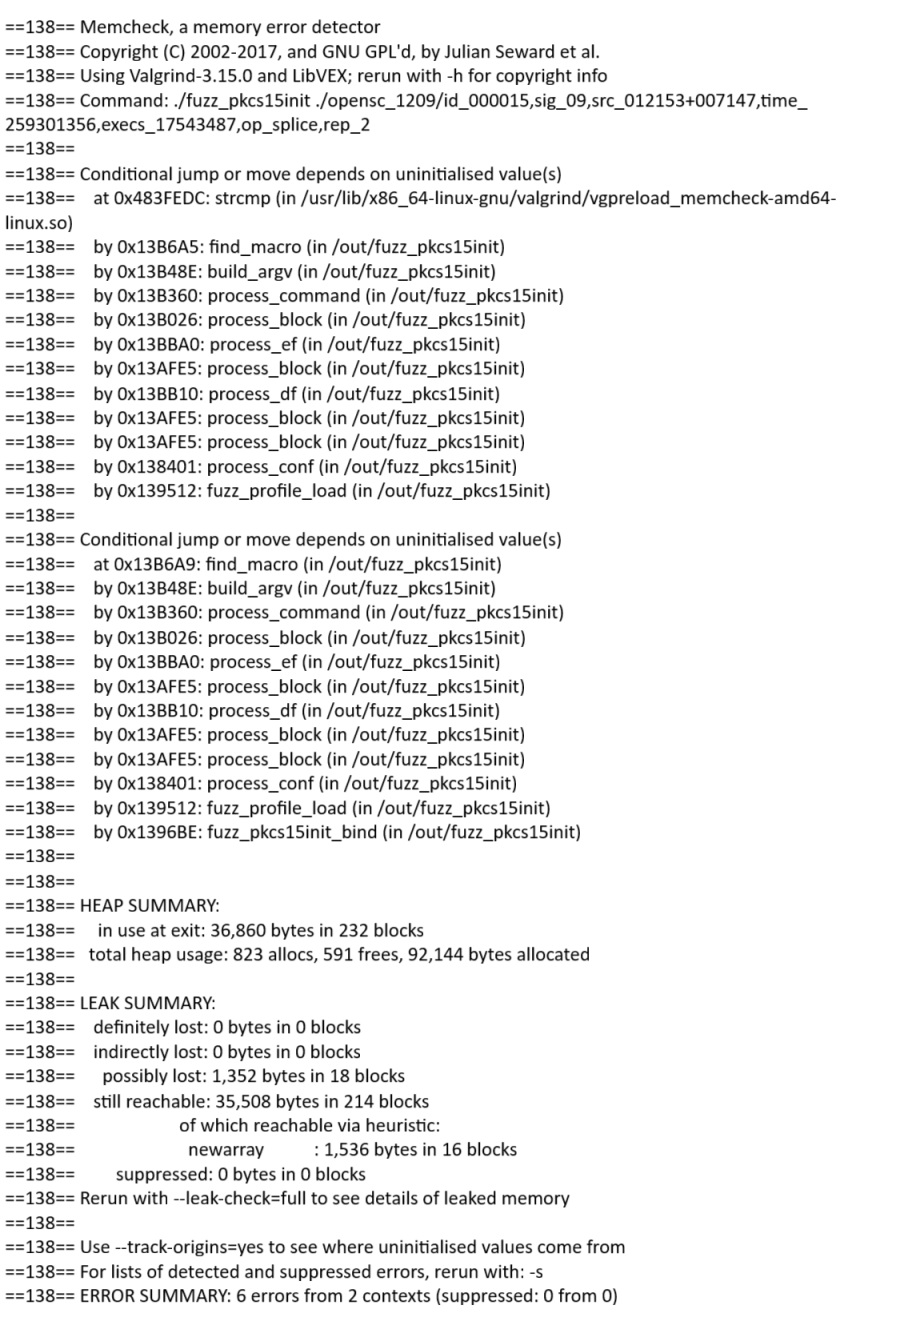 ==138== Memcheck, a memory error detector
==138== Copyright (C) 2002-2017, and GNU GPL'd, by Julian Seward et al.
==138== Using Valgrind-3.15.0 and LibVEX; rerun with -h for copyright info
==138== Command: ./fuzz_pkcs15init ./opensc_1209/id_000015,sig_09,src_012153+007147,time_
259301356,execs_17543487,op_splice,rep_2
==138==
==138== Conditional jump or move depends on uninitialised value(s)
==138==    at 0x483FEDC: strcmp (in /usr/lib/x86_64-linux-gnu/valgrind/vgpreload_memcheck-amd64-
linux.so)
==138==    by 0x13B6A5: find_macro (in /out/fuzz_pkcs15init)
==138==    by 0x13B48E: build_argv (in /out/fuzz_pkcs15init)
==138==    by 0x13B360: process_command (in /out/fuzz_pkcs15init)
==138==    by 0x13B026: process_block (in /out/fuzz_pkcs15init)
==138==    by 0x13BBA0: process_ef (in /out/fuzz_pkcs15init)
==138==    by 0x13AFE5: process_block (in /out/fuzz_pkcs15init)
==138==    by 0x13BB10: process_df (in /out/fuzz_pkcs15init)
==138==    by 0x13AFE5: process_block (in /out/fuzz_pkcs15init)
==138==    by 0x13AFE5: process_block (in /out/fuzz_pkcs15init)
==138==    by 0x138401: process_conf (in /out/fuzz_pkcs15init)
==138==    by 0x139512: fuzz_profile_load (in /out/fuzz_pkcs15init)
==138==
==138== Conditional jump or move depends on uninitialised value(s)
==138==    at 0x13B6A9: find_macro (in /out/fuzz_pkcs15init)
==138==    by 0x13B48E: build_argv (in /out/fuzz_pkcs15init)
==138==    by 0x13B360: process_command (in /out/fuzz_pkcs15init)
==138==    by 0x13B026: process_block (in /out/fuzz_pkcs15init)
==138==    by 0x13BBA0: process_ef (in /out/fuzz_pkcs15init)
==138==    by 0x13AFE5: process_block (in /out/fuzz_pkcs15init)
==138==    by 0x13BB10: process_df (in /out/fuzz_pkcs15init)
==138==    by 0x13AFE5: process_block (in /out/fuzz_pkcs15init)
==138==    by 0x13AFE5: process_block (in /out/fuzz_pkcs15init)
==138==    by 0x138401: process_conf (in /out/fuzz_pkcs15init)
==138==    by 0x139512: fuzz_profile_load (in /out/fuzz_pkcs15init)
==138==    by 0x1396BE: fuzz_pkcs15init_bind (in /out/fuzz_pkcs15init)
==138==
==138==
==138== HEAP SUMMARY:
==138==     in use at exit: 36,860 bytes in 232 blocks
==138==   total heap usage: 823 allocs, 591 frees, 92,144 bytes allocated
==138==
==138== LEAK SUMMARY:
==138==    definitely lost: 0 bytes in 0 blocks
==138==    indirectly lost: 0 bytes in 0 blocks
==138==      possibly lost: 1,352 bytes in 18 blocks
==138==    still reachable: 35,508 bytes in 214 blocks
==138==                       of which reachable via heuristic:
==138==                         newarray           : 1,536 bytes in 16 blocks
==138==         suppressed: 0 bytes in 0 blocks
==138== Rerun with --leak-check=full to see details of leaked memory
==138==
==138== Use --track-origins=yes to see where uninitialised values come from
==138== For lists of detected and suppressed errors, rerun with: -s
==138== ERROR SUMMARY: 6 errors from 2 contexts (suppressed: 0 from 0)